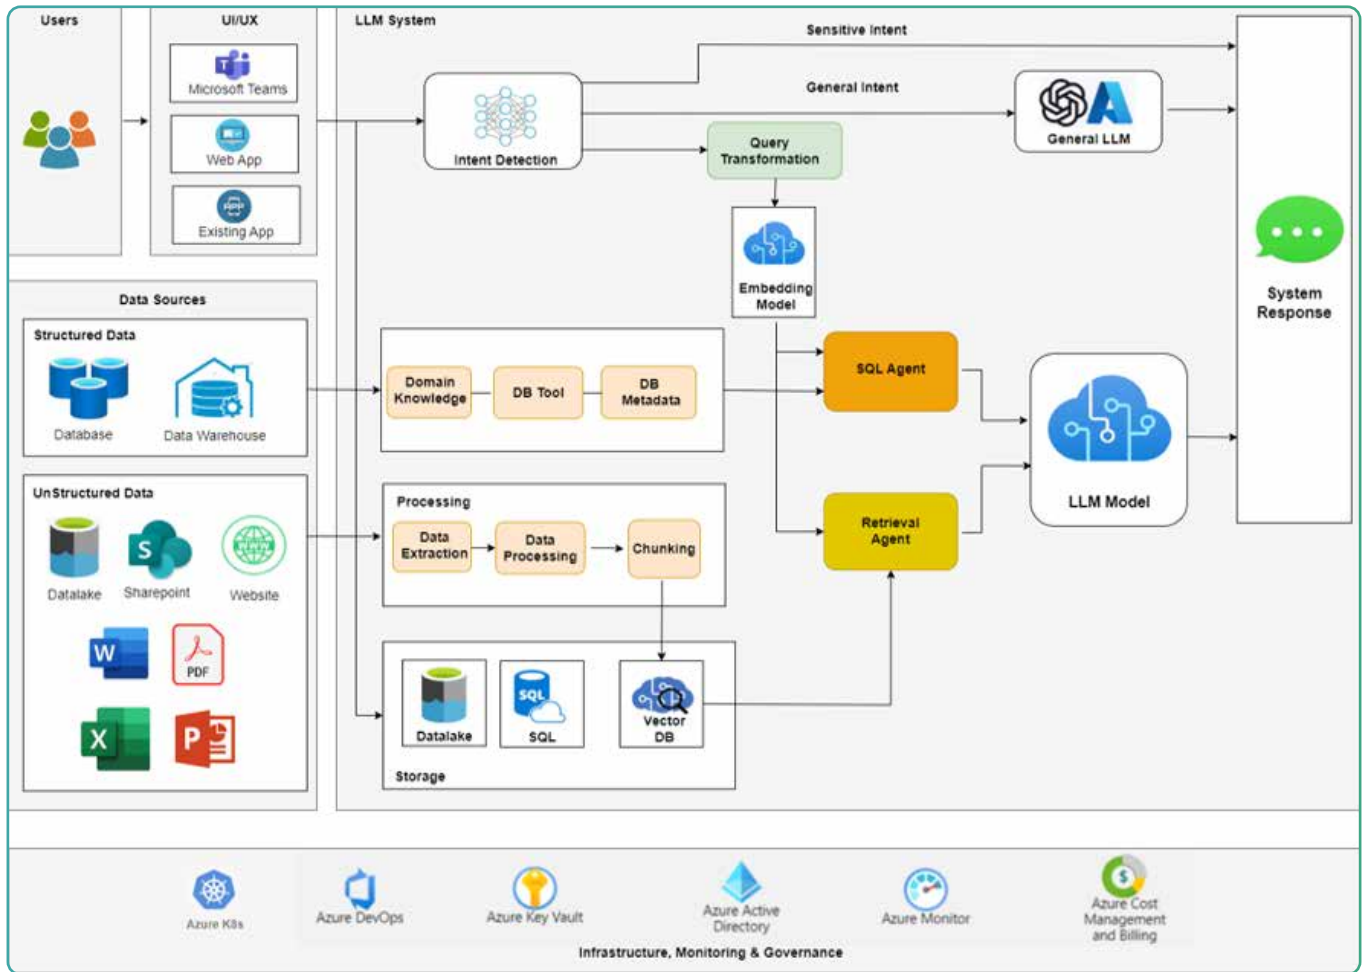 Users
UI/UX
LLM System
Microsoft Teams
Web App
APP
Existing App
Intent Detection
Sensitive Intent
General Intent
General LLM
Query
Transformation
Embedding
Model
System
Response
Data Sources
Structured Data
Database
Data Warehouse
Domain
Knowledge
DB Tool
DB
Metadata
SQL Agent
LLM Model
UnStructured Data
Datalake
S
Sharepoint
WWW
Website
W
PDF
X
P
Processing
Data
Extraction
Data
Processing
Chunking
Retrieval
Agent
Datalake
SQL
SQL
Vector
DB
Storage
Azure K8s
Azure DevOps
Azure Key Vault
Azure Active
Directory
Azure Monitor
$
Azure Cost
Management
and Billing
Infrastructure, Monitoring & Governance